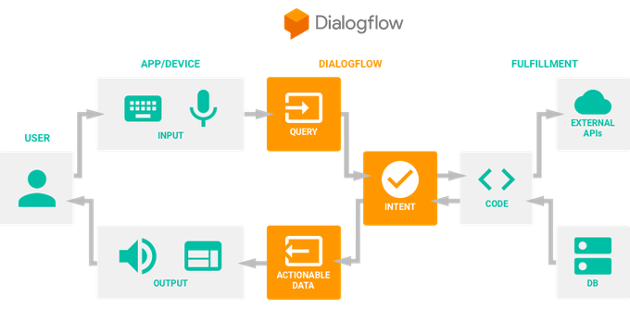 Dialogflow
APP/DEVICE
DIALOGFLOW
FULFILLMENT
USER
INPUT
QUERY
EXTERNAL
APIs
INTENT
CODE
OUTPUT
ACTIONABLE
DATA
DB